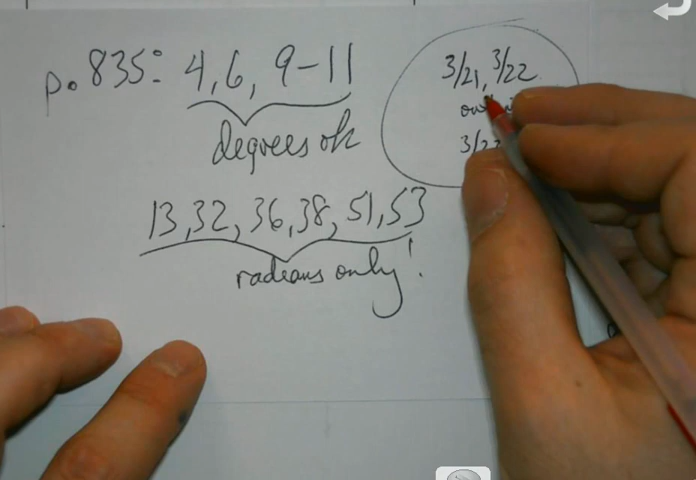 p. 835: 4,6, 9-11
degrees ok
13,32, 36,38, 51,53
radians only!
3/21, 3/22